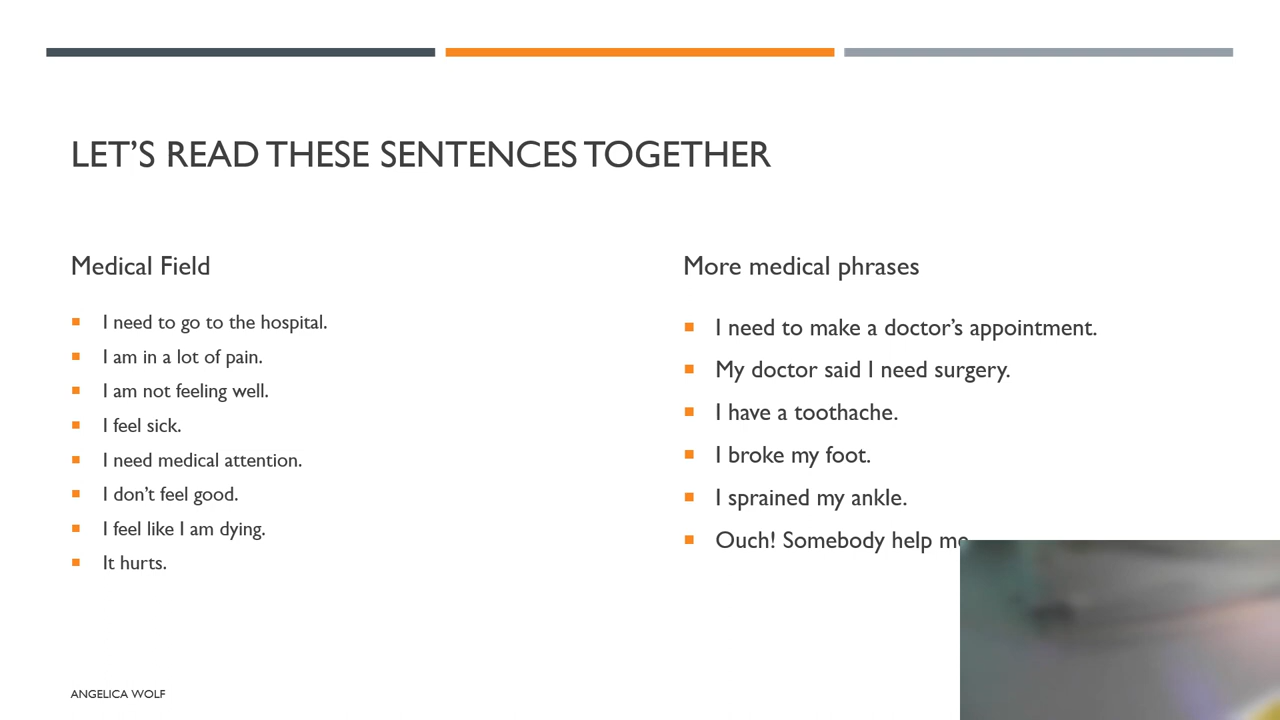 LET’S READ THESE SENTENCES TOGETHER
Medical Field
I need to go to the hospital.
I am in a lot of pain.
I am not feeling well.
I feel sick.
I need medical attention.
I don’t feel good.
I feel like I am dying.
It hurts.
More medical phrases
I need to make a doctor’s appointment.
My doctor said I need surgery.
I have a toothache.
I broke my foot.
I sprained my ankle.
Ouch! Somebody help me
ANGELICA WOLF